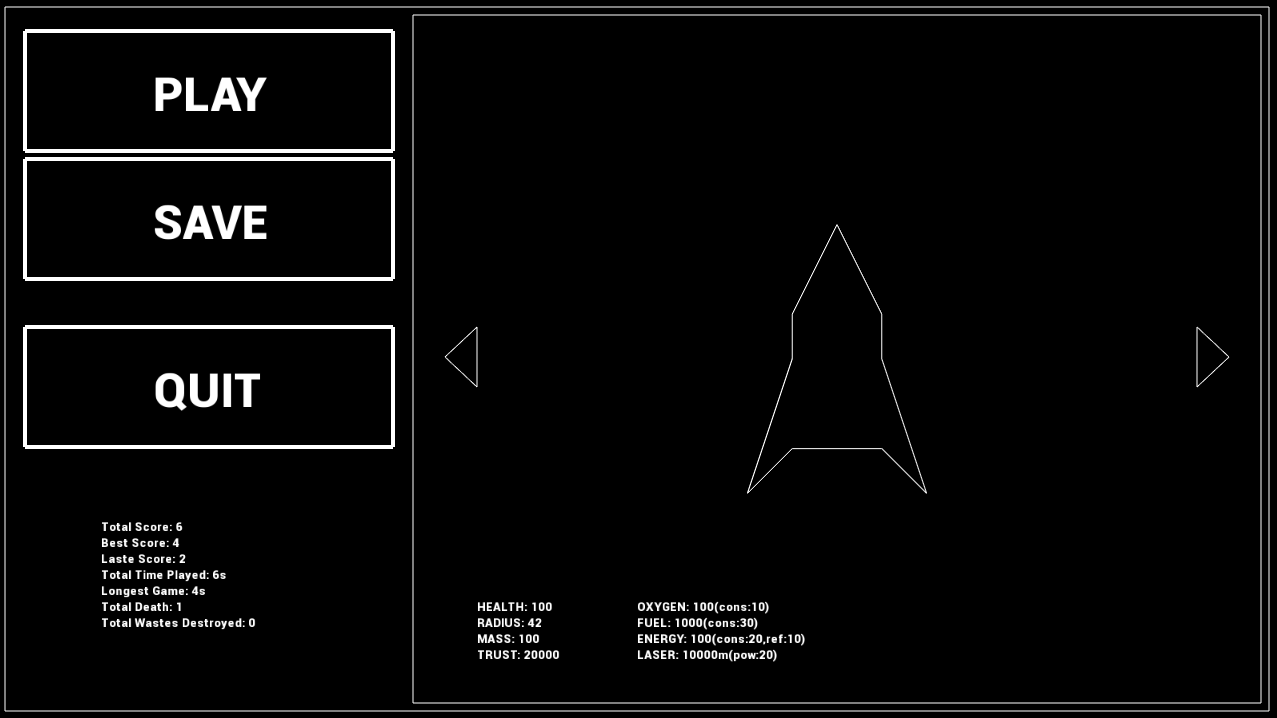 PLAY
SAVE
QUIT
Total Score: 6
Best Score: 4
Laste Score: 2
Total Time Played: 6s
Longest Game: 4s
Total Death: 1
Total Wastes Destroyed: 0
HEALTH: 100
RADIUS: 42
MASS: 100
TRUST: 20000
OXYGEN: 100(cons:10)
FUEL: 1000(cons:30)
ENERGY: 100(cons:20,ref:10)
LASER: 10000m(pow:20)